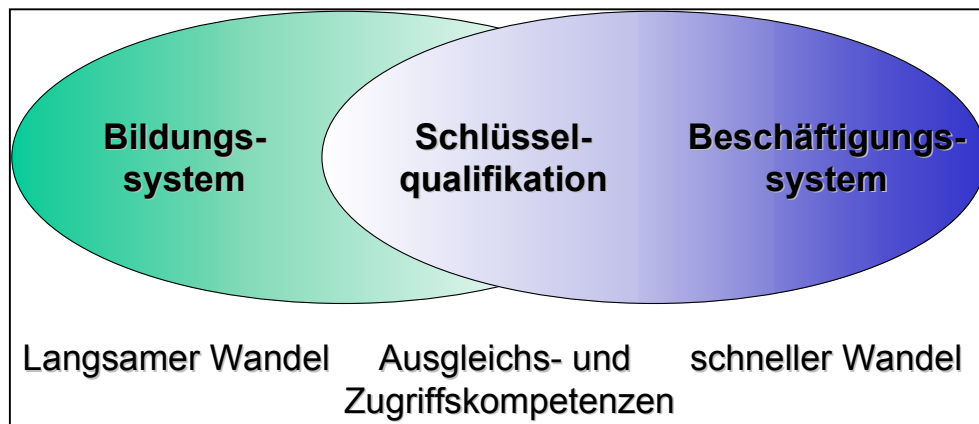 Bildungs-
system
Schlüssel-
qualifikation
Beschäftigungs-
system
Langsamer Wandel
Ausgleichs- und
Zugriffskompetenzen
schneller Wandel